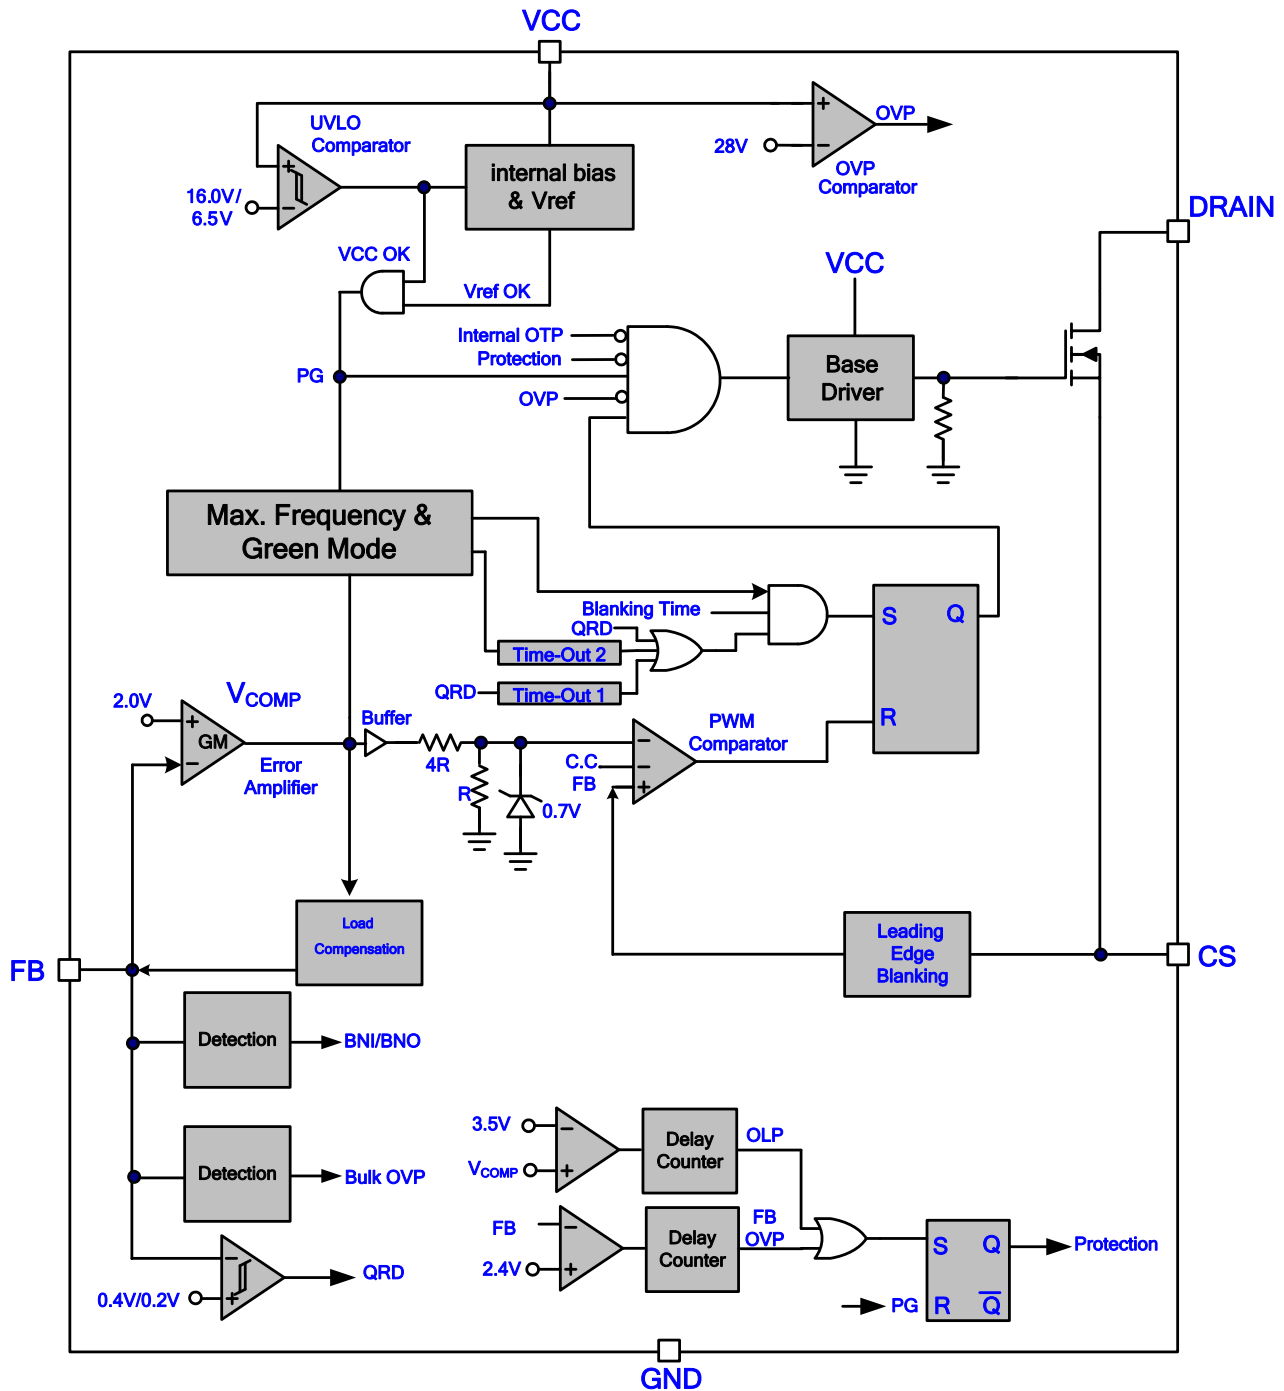 VCC
UVLO
Comparator
16.0V/
6.5V
internal bias
& Vref
28V
OVP
OVP
Comparator
DRAIN
VCC OK
Vref OK
VCC
Internal OTP
Protection
PG
OVP
Base
Driver
Max. Frequency &
Green Mode
Blanking Time
QRD
Time-Out 2
QRD
Time-Out 1
S
Q
R
2.0V
VCOMP
GM
Error
Amplifier
Buffer
4R
R
0.7V
C.C
FB
PWM
Comparator
Load
Compensation
FB
Leading
Edge
Blanking
CS
Detection
BNI/BNO
Detection
Bulk OVP
QRD
0.4V/0.2V
3.5V
VCOMP
Delay
Counter
OLP
FB
2.4V
Delay
Counter
FB
OVP
S
Q
R
Q
PG
Protection
GND